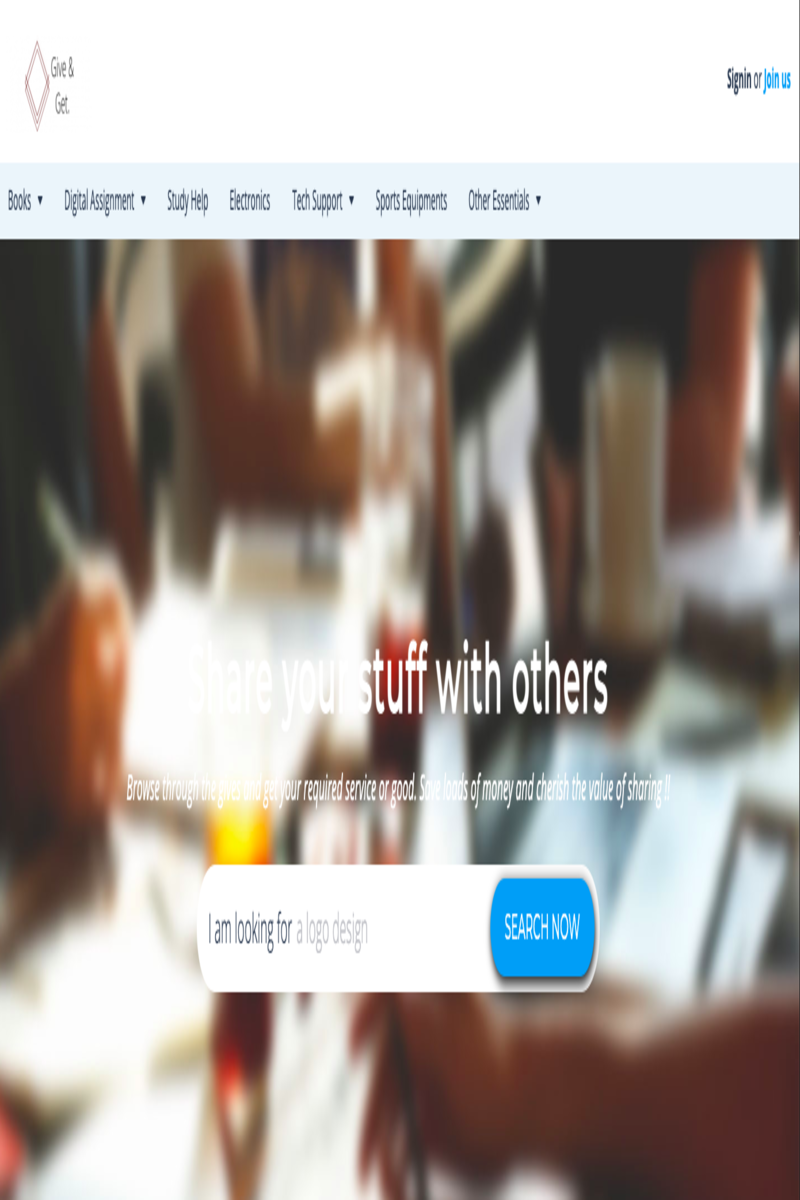 Give &
Get.
Signin or Join us
Books ▼ Digital Assignment ▼ Study Help Electronics Tech Support ▼ Sports Equipments Other Essentials ▼
Share your stuff with others
Browse through the gives and get your required service or good. Save loads of money and cherish the value of sharing !!
I am looking for a logo design
SEARCH NOW